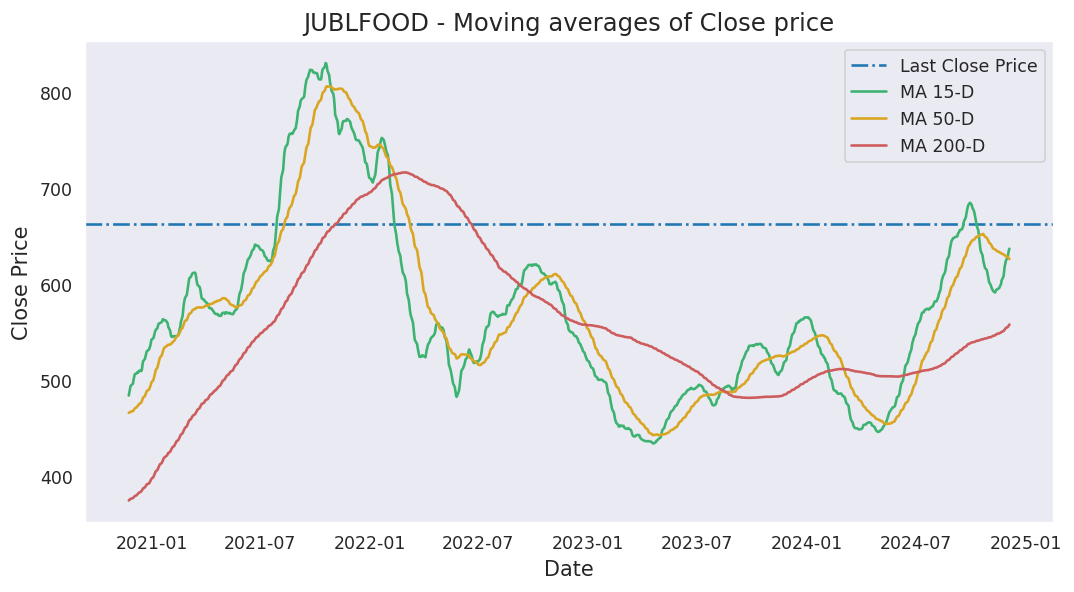 JUBLFOOD - Moving averages of Close price
Last Close Price
MA 15-D
MA 50-D
MA 200-D
Close Price
800
700
600
500
400
2021-01 2021-07 2022-01 2022-07 2023-01 2023-07 2024-01 2024-07 2025-01
Date